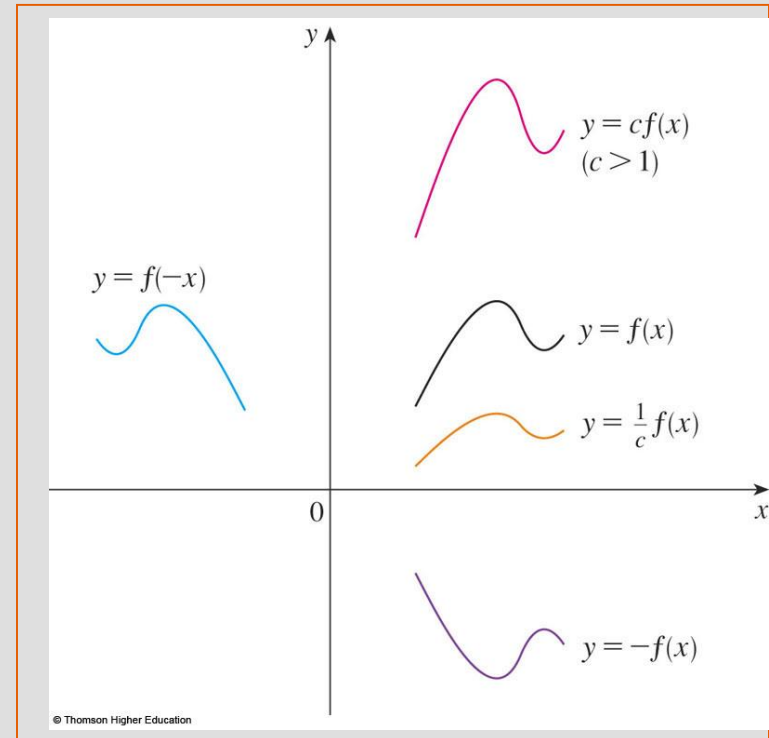 y
y = cf(x)
(c > 1)
y = f(−x)
y = f(x)
y = 1/c f(x)
0
x
y = −f(x)
© Thomson Higher Education